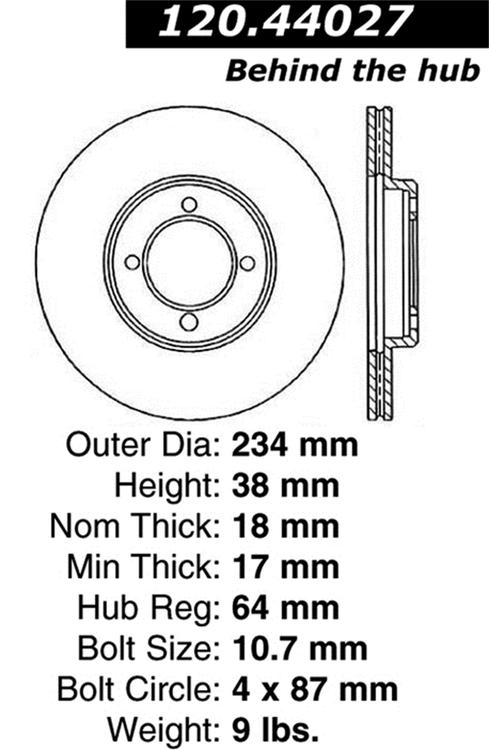 120.44027
Behind the hub
Outer Dia: 234 mm
Height: 38 mm
Nom Thick: 18 mm
Min Thick: 17 mm
Hub Reg: 64 mm
Bolt Size: 10.7 mm
Bolt Circle: 4 x 87 mm
Weight: 9 lbs.